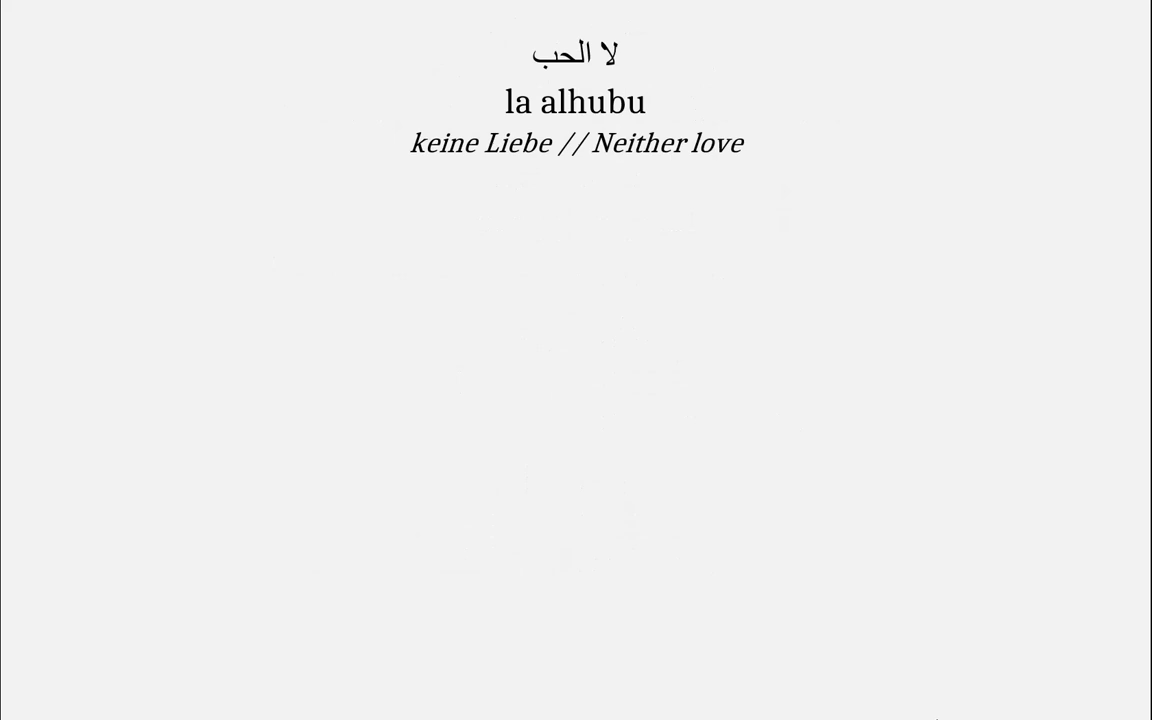 لا الحب
la alhubu
keine Liebe // Neither love